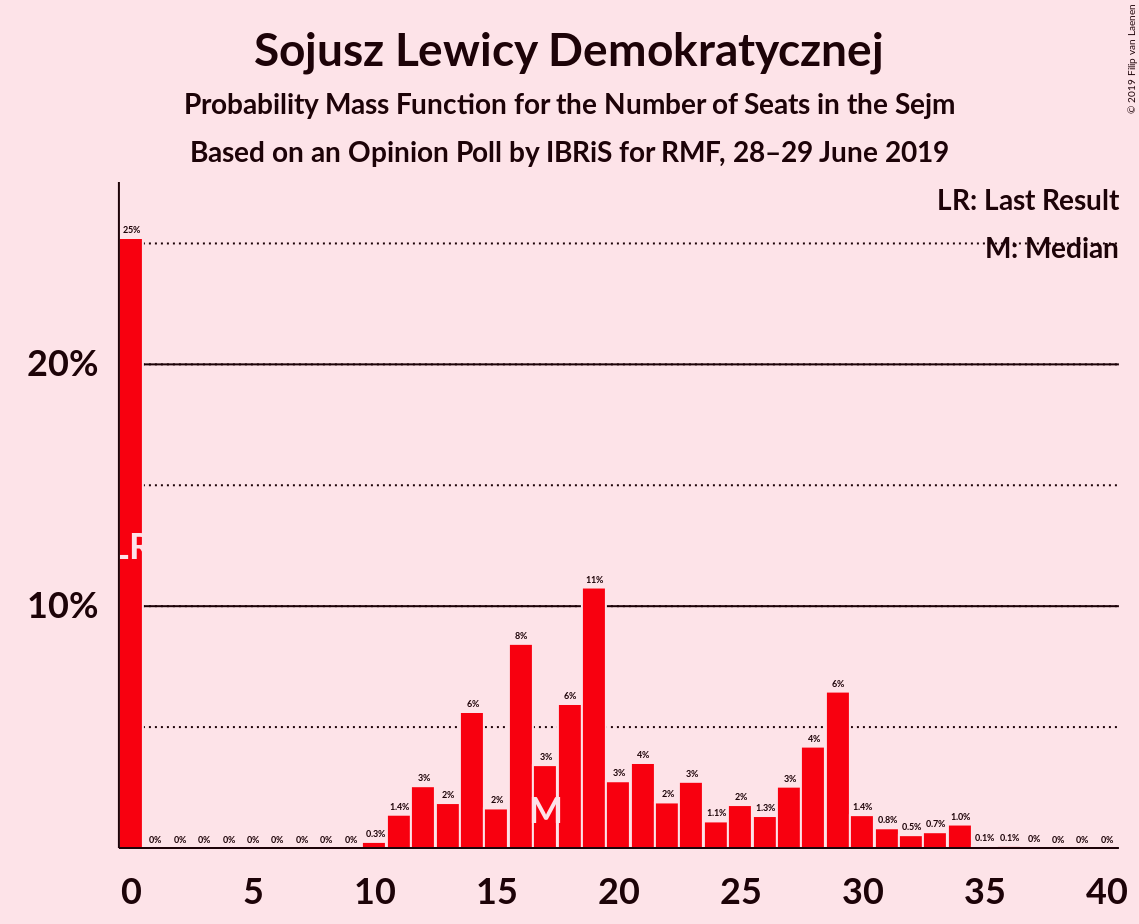 Sojusz Lewicy Demokratycznej
Probability Mass Function for the Number of Seats in the Sejm
Based on an Opinion Poll by IBRiS for RMF, 28–29 June 2019
© 2019 Filip van Laenen
LR: Last Result
M: Median
20%
10%
25% 0% 0% 0% 0% 0% 0% 0% 0% 0% 0.3% 1.4% 3% 2% 6% 2% 8% 3% 6% 11% 3% 4% 2% 3% 1.1% 2% 1.3% 3% 4% 6% 1.4% 0.8% 0.5% 0.7% 1.0% 0.1% 0.1% 0% 0% 0% 0%
LR
M
0 5 10 15 20 25 30 35 40